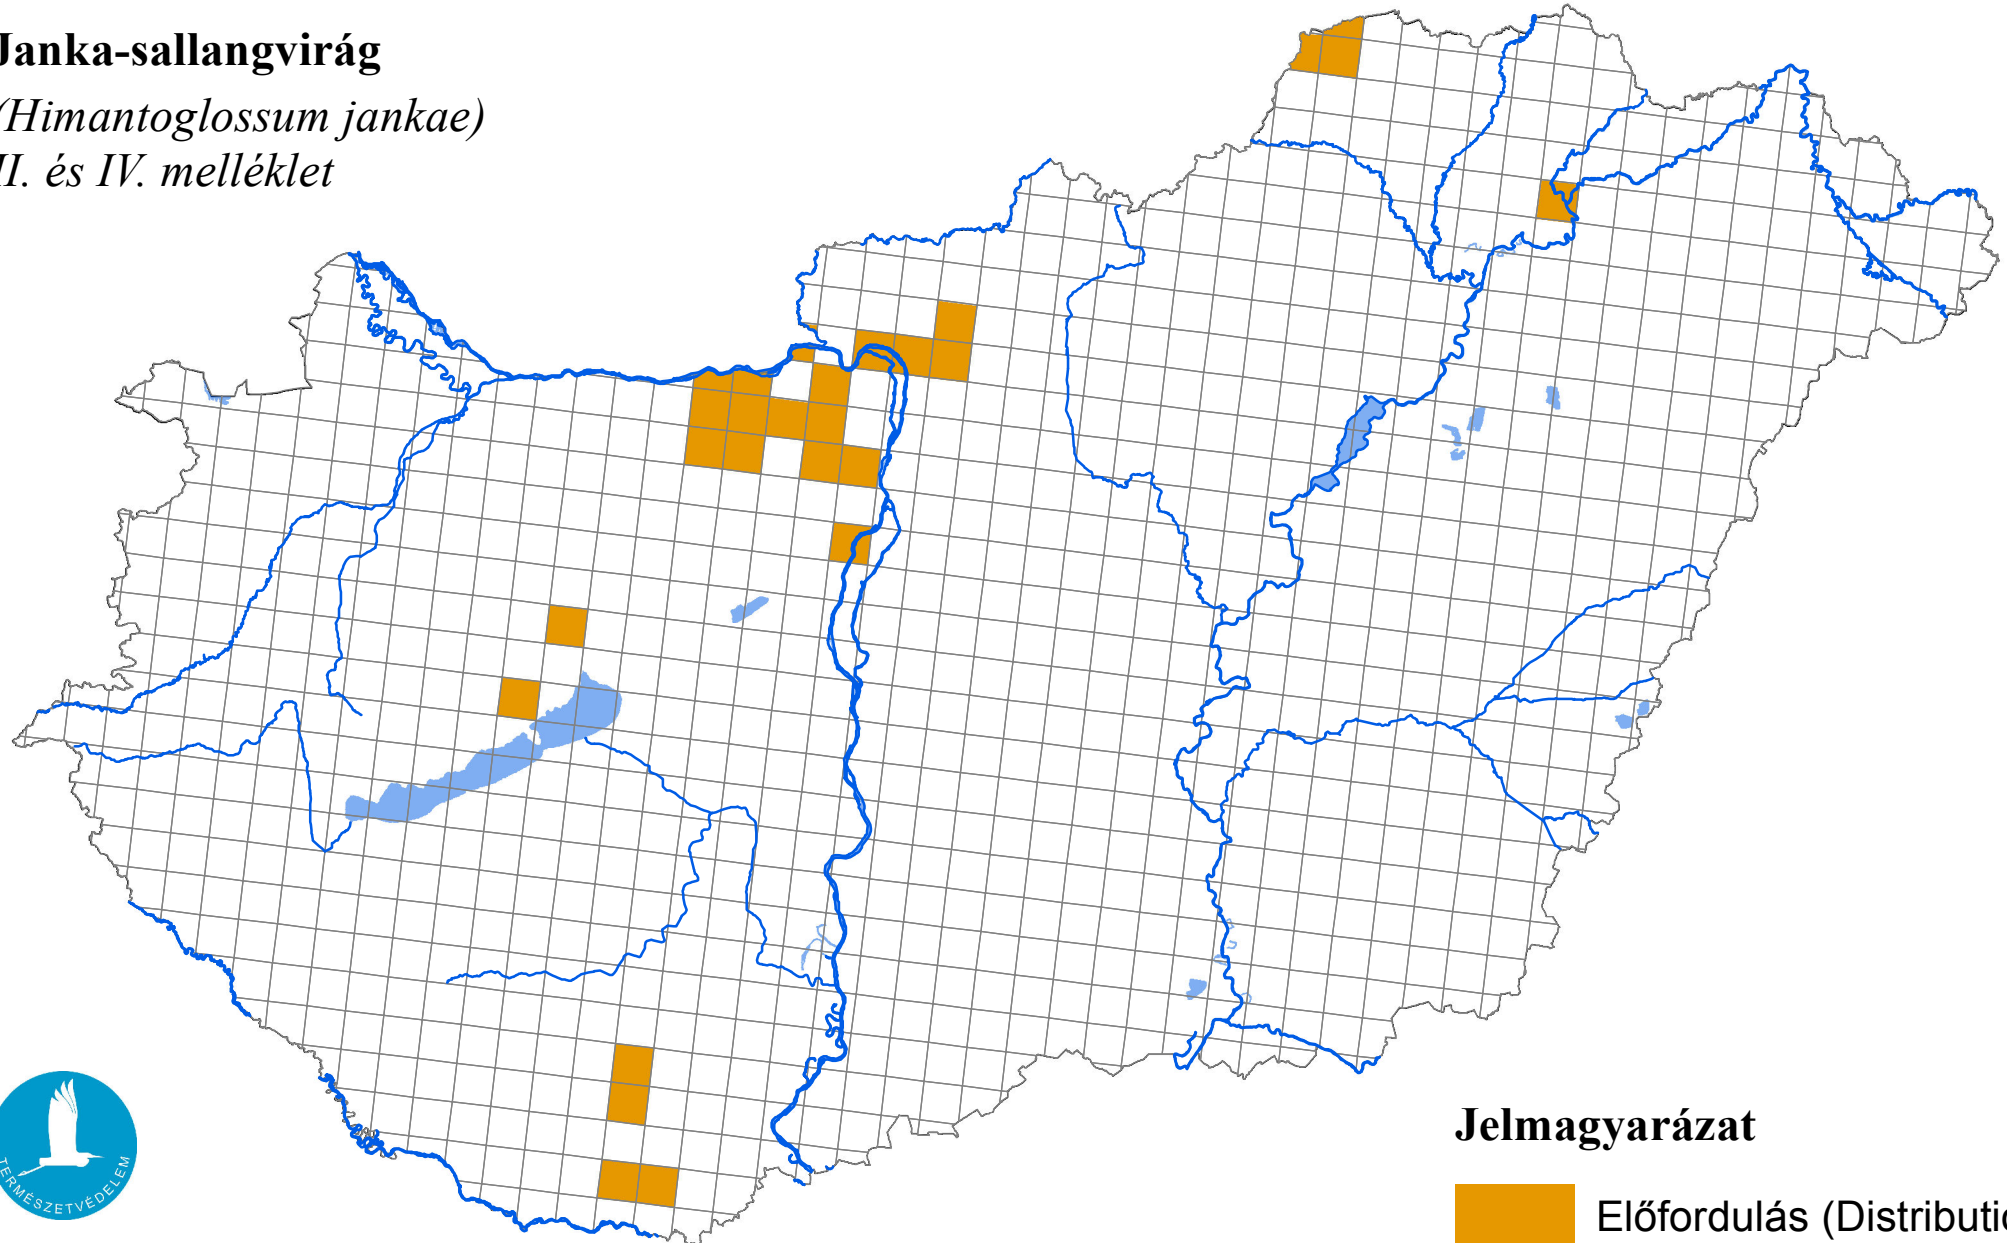 Janka-sallangvirág
(Himantoglossum jankae)
II. és IV. melléklet
TERMÉSZETVÉDELEM
Jelmagyarázat
Előfordulás (Distributio